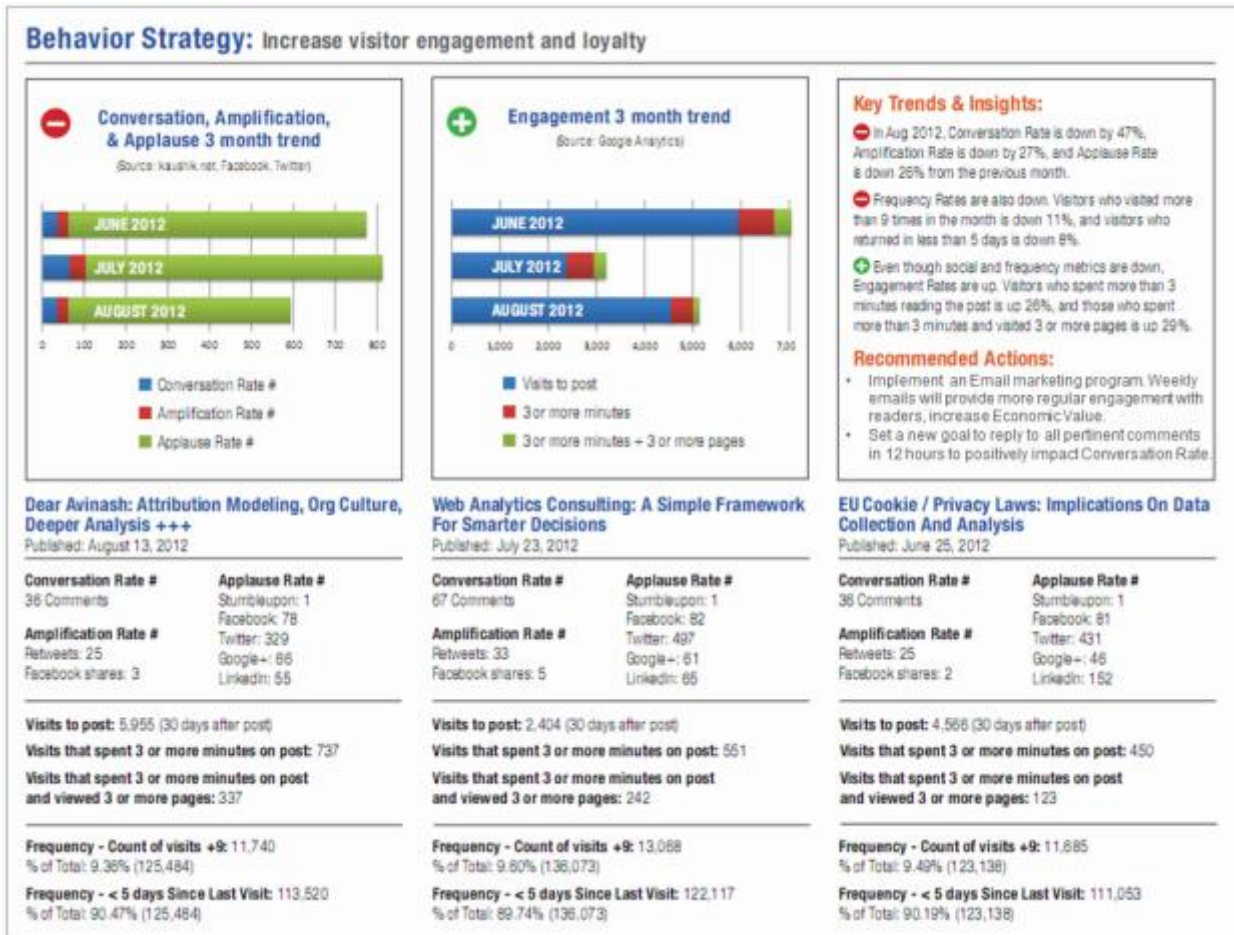 Behavior Strategy: Increase visitor engagement and loyalty
Conversation, Amplification,
& Applause 3 month trend
(Source: kaushik.net, Facebook, Twitter)
JUNE 2012
JULY 2012
AUGUST 2012
0 100 200 300 400 500 600 700 800
Conversation Rate #
Amplification Rate #
Applause Rate #
Engagement 3 month trend
(Source: Google Analytics)
JUNE 2012
JULY 2012
AUGUST 2012
0 1,000 2,000 3,000 4,000 5,000 6,000 7,00
Visits to post
3 or more minutes
3 or more minutes + 3 or more pages
Key Trends & Insights:
In Aug 2012, Conversation Rate is down by 47%,
Amplification Rate is down by 27%, and Applause Rate
is down 26% from the previous month.
Frequency Rates are also down. Visitors who visited more
than 9 times in the month is down 11%, and visitors who
returned in less than 5 days is down 8%.
Even though social and frequency metrics are down,
Engagement Rates are up. Visitors who spent more than 3
minutes reading the post is up 26%, and those who spent
more than 3 minutes and visited 3 or more pages is up 29%.
Recommended Actions:
• Implement an Email marketing program. Weekly
emails will provide more regular engagement with
readers, increase Economic Value.
• Set a new goal to reply to all pertinent comments
in 12 hours to positively impact Conversation Rate.
Dear Avinash: Attribution Modeling, Org Culture,
Deeper Analysis +++
Published: August 13, 2012
Conversation Rate #
36 Comments
Amplification Rate #
Retweets: 25
Facebook shares: 3
Applause Rate #
Stumbleupon: 1
Facebook: 78
Twitter: 329
Google+: 66
LinkedIn: 55
Visits to post: 5,955 (30 days after post)
Visits that spent 3 or more minutes on post: 737
Visits that spent 3 or more minutes on post
and viewed 3 or more pages: 337
Frequency - Count of visits +9: 11,740
% of Total: 9.36% (125,484)
Frequency - < 5 days Since Last Visit: 113,520
% of Total: 90.47% (125,484)
Web Analytics Consulting: A Simple Framework
For Smarter Decisions
Published: July 23, 2012
Conversation Rate #
67 Comments
Amplification Rate #
Retweets: 33
Facebook shares: 5
Applause Rate #
Stumbleupon: 1
Facebook: 82
Twitter: 497
Google+: 61
LinkedIn: 65
Visits to post: 2,404 (30 days after post)
Visits that spent 3 or more minutes on post: 551
Visits that spent 3 or more minutes on post
and viewed 3 or more pages: 242
Frequency - Count of visits +9: 13,068
% of Total: 9.60% (136,073)
Frequency - < 5 days Since Last Visit: 122,117
% of Total: 89.74% (136,073)
EU Cookie / Privacy Laws: Implications On Data
Collection And Analysis
Published: June 25, 2012
Conversation Rate #
36 Comments
Amplification Rate #
Retweets: 25
Facebook shares: 2
Applause Rate #
Stumbleupon: 1
Facebook: 81
Twitter: 431
Google+: 46
LinkedIn: 152
Visits to post: 4,566 (30 days after post)
Visits that spent 3 or more minutes on post: 450
Visits that spent 3 or more minutes on post
and viewed 3 or more pages: 123
Frequency - Count of visits +9: 11,685
% of Total: 9.49% (123,138)
Frequency - < 5 days Since Last Visit: 111,053
% of Total: 90.19% (123,138)